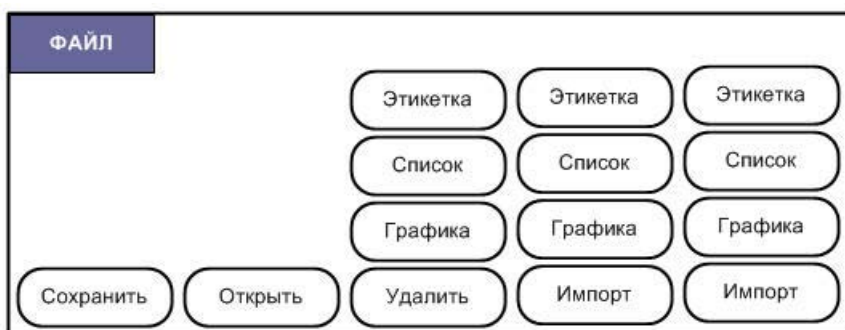 ФАЙЛ
Этикетка Этикетка Этикетка
Список Список Список
Графика Графика Графика
Сохранить Открыть Удалить Импорт Импорт